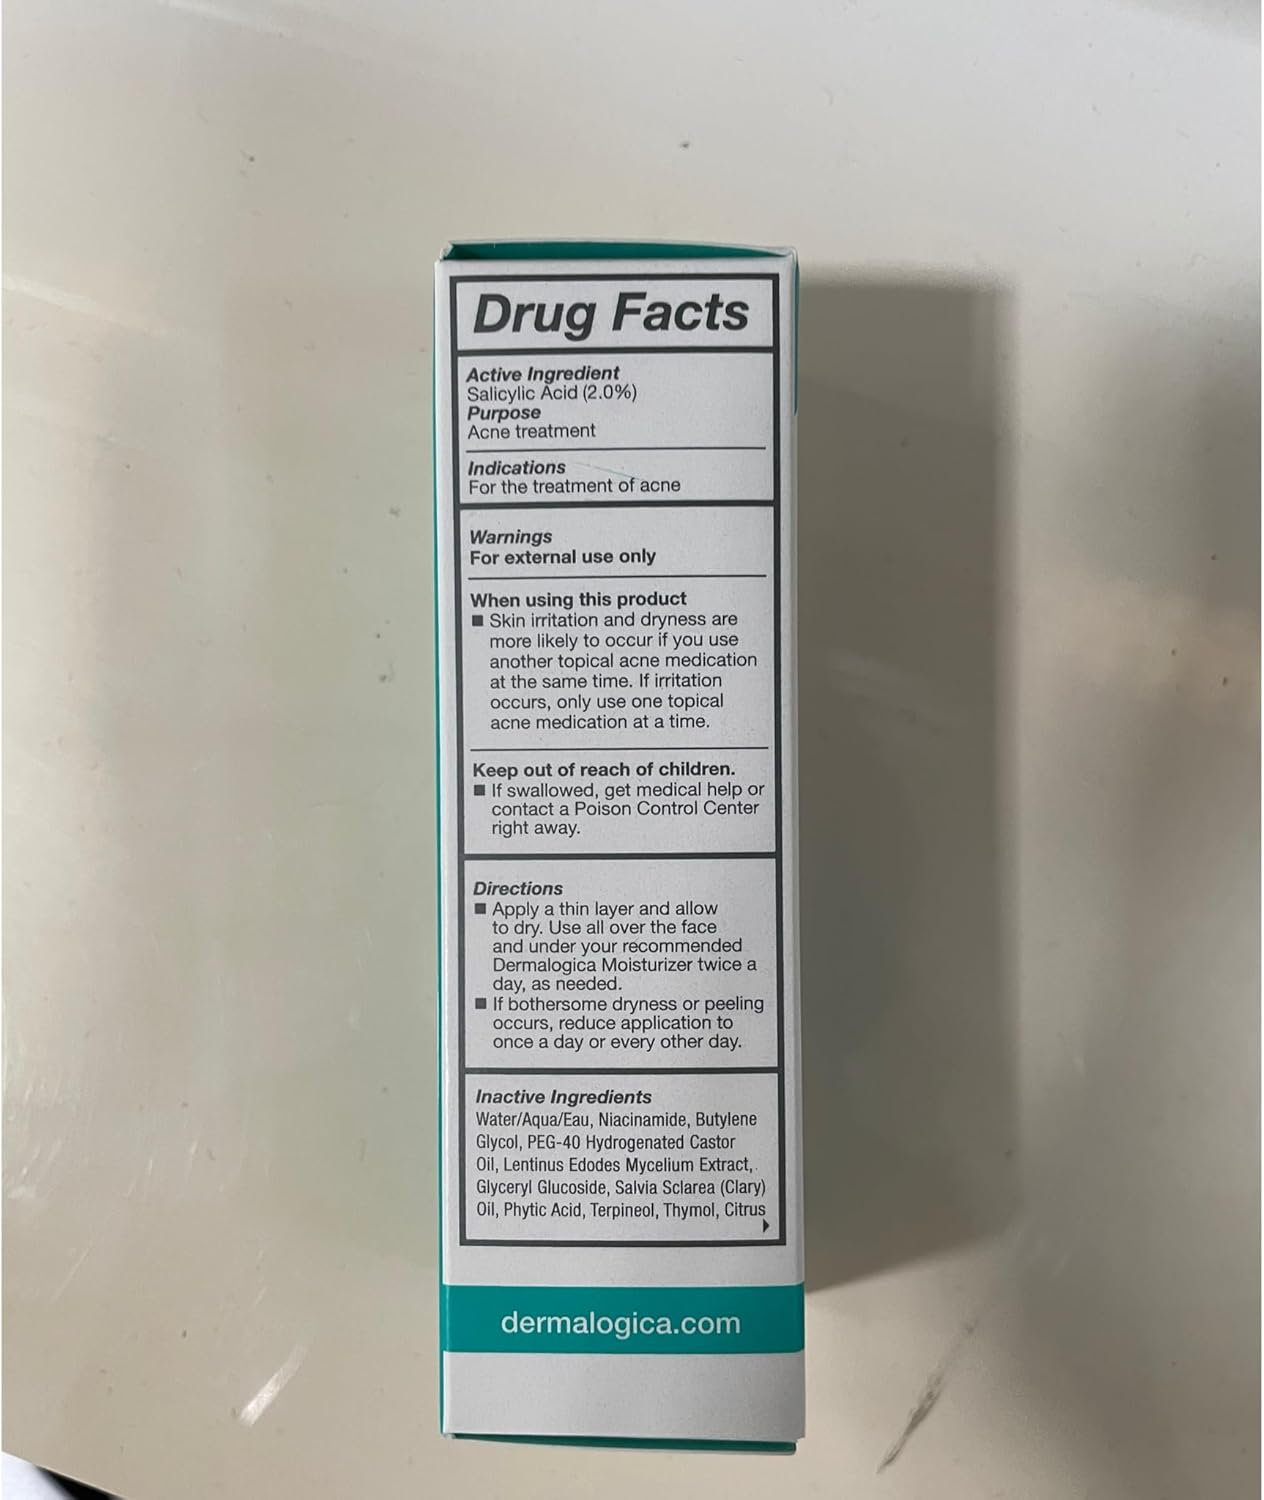 Drug Facts
Active Ingredient
Salicylic Acid (2.0%)
Purpose
Acne treatment
Indications
For the treatment of acne
Warnings
For external use only
When using this product
■ Skin irritation and dryness are
more likely to occur if you use
another topical acne medication
at the same time. If irritation
occurs, only use one topical
acne medication at a time.
Keep out of reach of children.
■ If swallowed, get medical help or
contact a Poison Control Center
right away.
Directions
■ Apply a thin layer and allow
to dry. Use all over the face
and under your recommended
Dermalogica Moisturizer twice a
day, as needed.
■ If bothersome dryness or peeling
occurs, reduce application to
once a day or every other day.
Inactive Ingredients
Water/Aqua/Eau, Niacinamide, Butylene
Glycol, PEG-40 Hydrogenated Castor
Oil, Lentinus Edodes Mycelium Extract,
Glyceryl Glucoside, Salvia Sclarea (Clary)
Oil, Phytic Acid, Terpineol, Thymol, Citrus
dermalogica.com